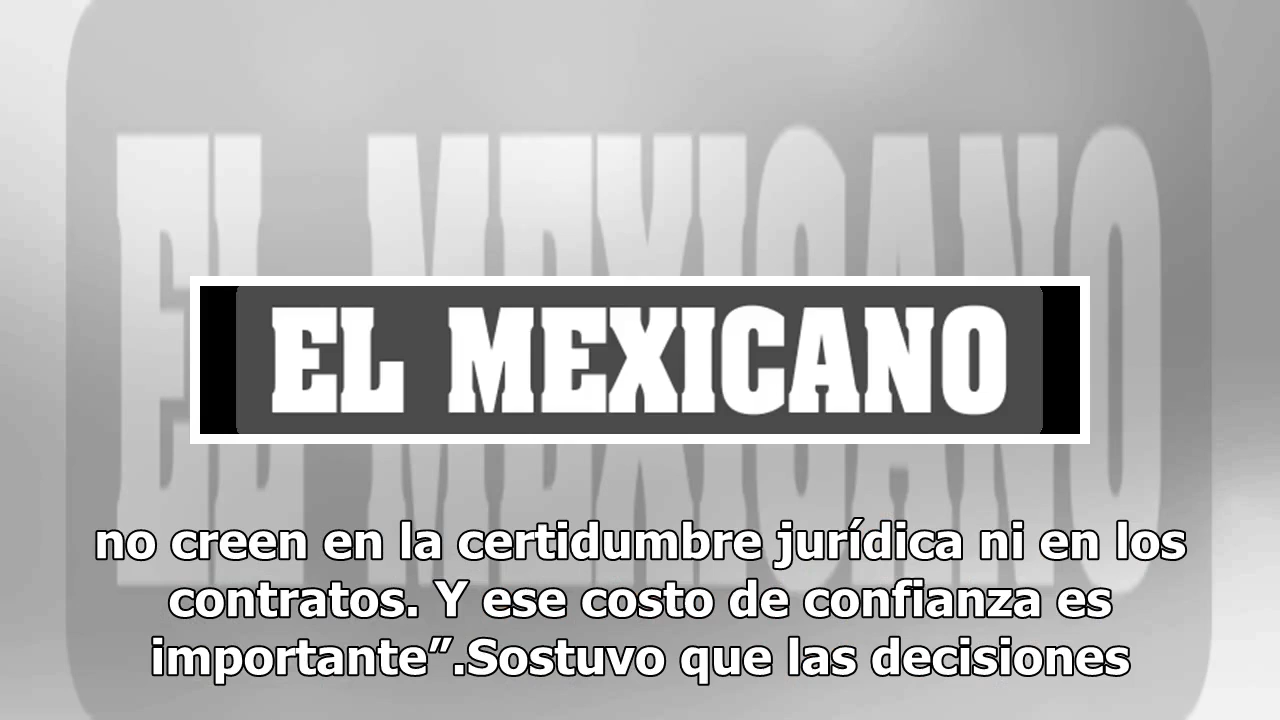 EL MEXICANO
EL MEXICANO
no creen en la certidumbre jurídica ni en los
contratos. Y ese costo de confianza es
importante”.Sostuvo que las decisiones